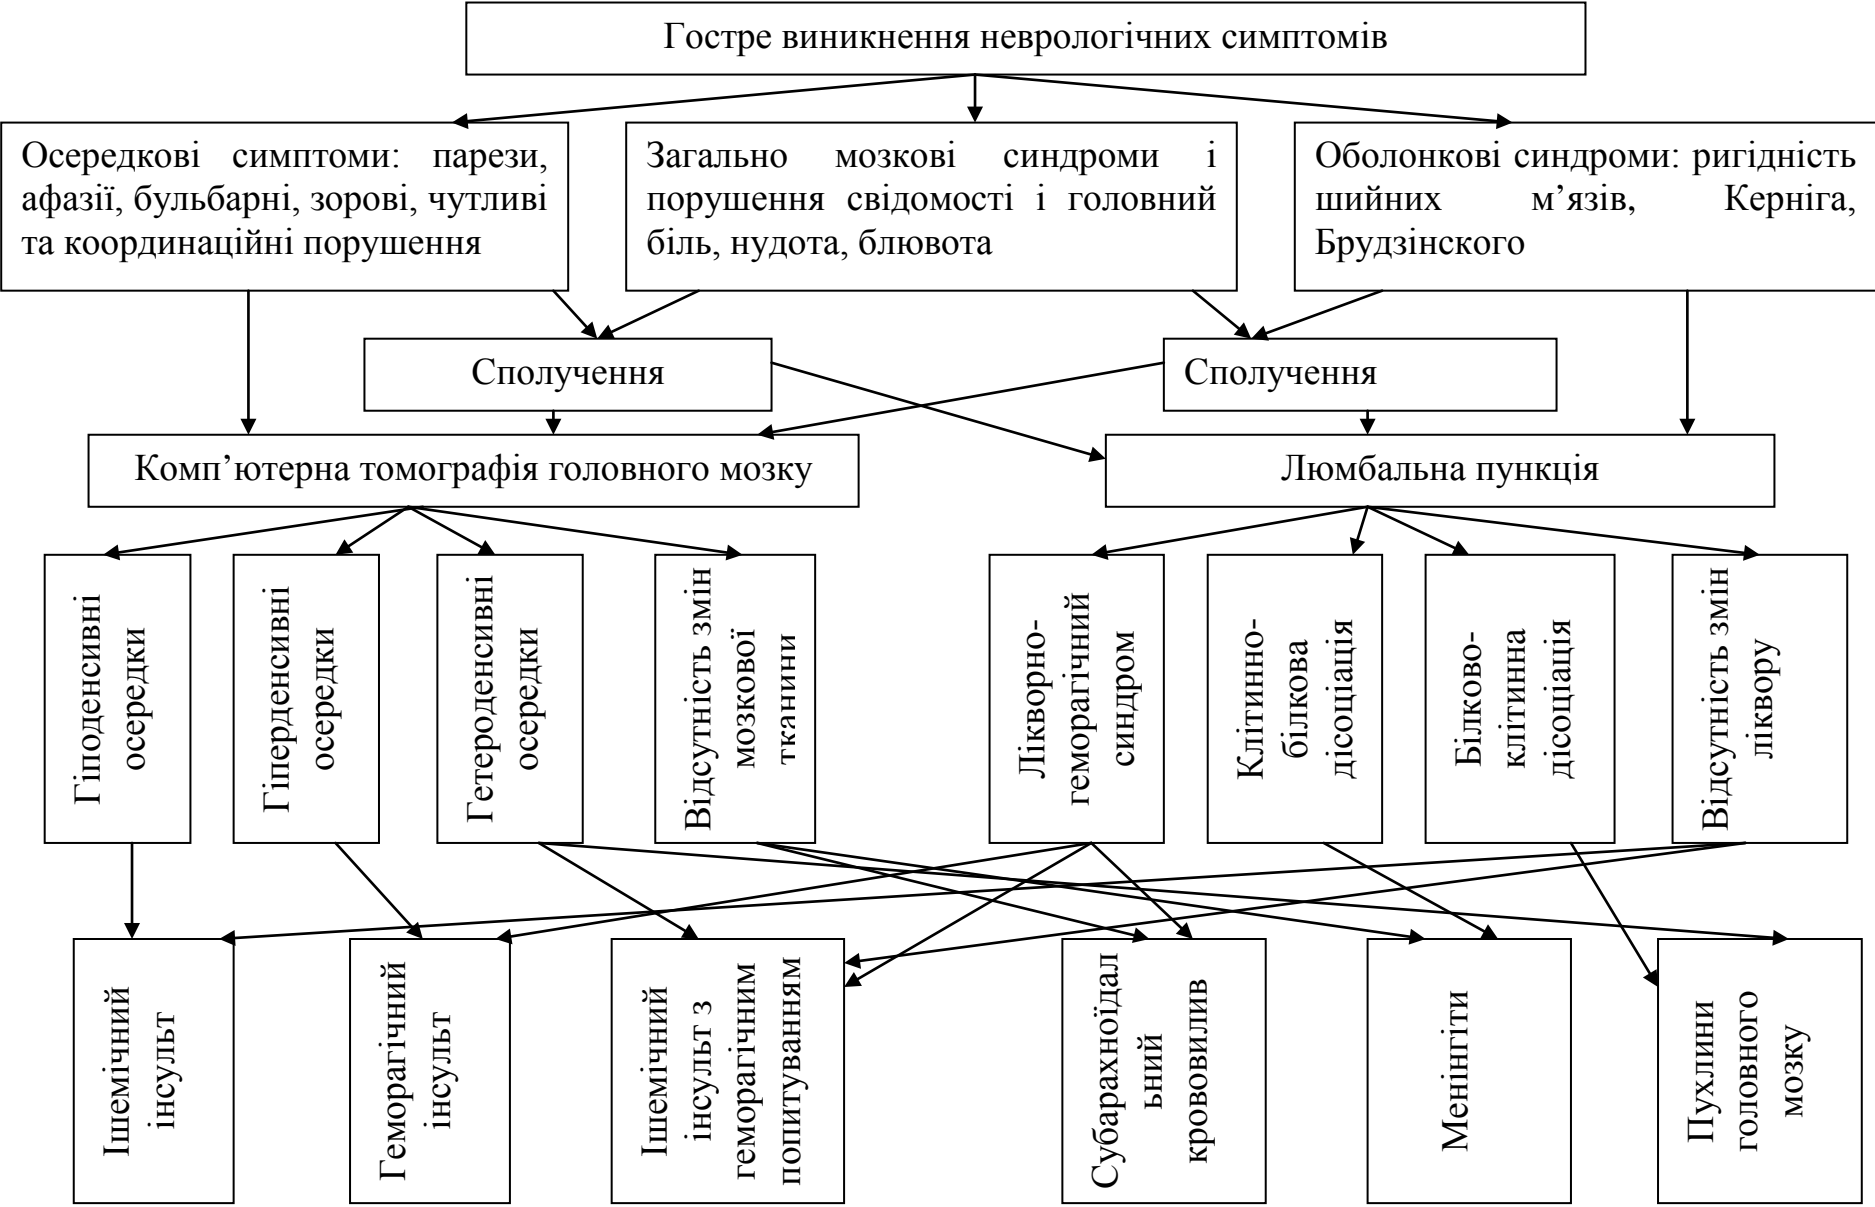 Гостре виникнення неврологічних симптомів
Осередкові симптоми: парези,
афазії, бульбарні, зорові, чутливі
та координаційні порушення
Загально мозкові синдроми і
порушення свідомості і головний
біль, нудота, блювота
Оболонкові синдроми: ригідність
шийних м’язів, Керніга,
Брудзінского
Сполучення
Сполучення
Комп’ютерна томографія головного мозку
Люмбальна пункція
Гіподенсивні
осередки
Гіперденсивні
осередки
Гетероденсивні
осередки
Відсутність змін
мозкової
тканини
Лікворно-
геморагічний
синдром
Клітинно-
білкова
дісоціація
Білково-
клітинна
дісоціація
Відсутність змін
ліквору
Ішемічний
інсульт
Геморагічний
інсульт
Ішемічний
інсульт з
геморагічним
попитуванням
Субарахноїдал
ьний
крововилив
Менінгіти
Пухлини
головного
мозку